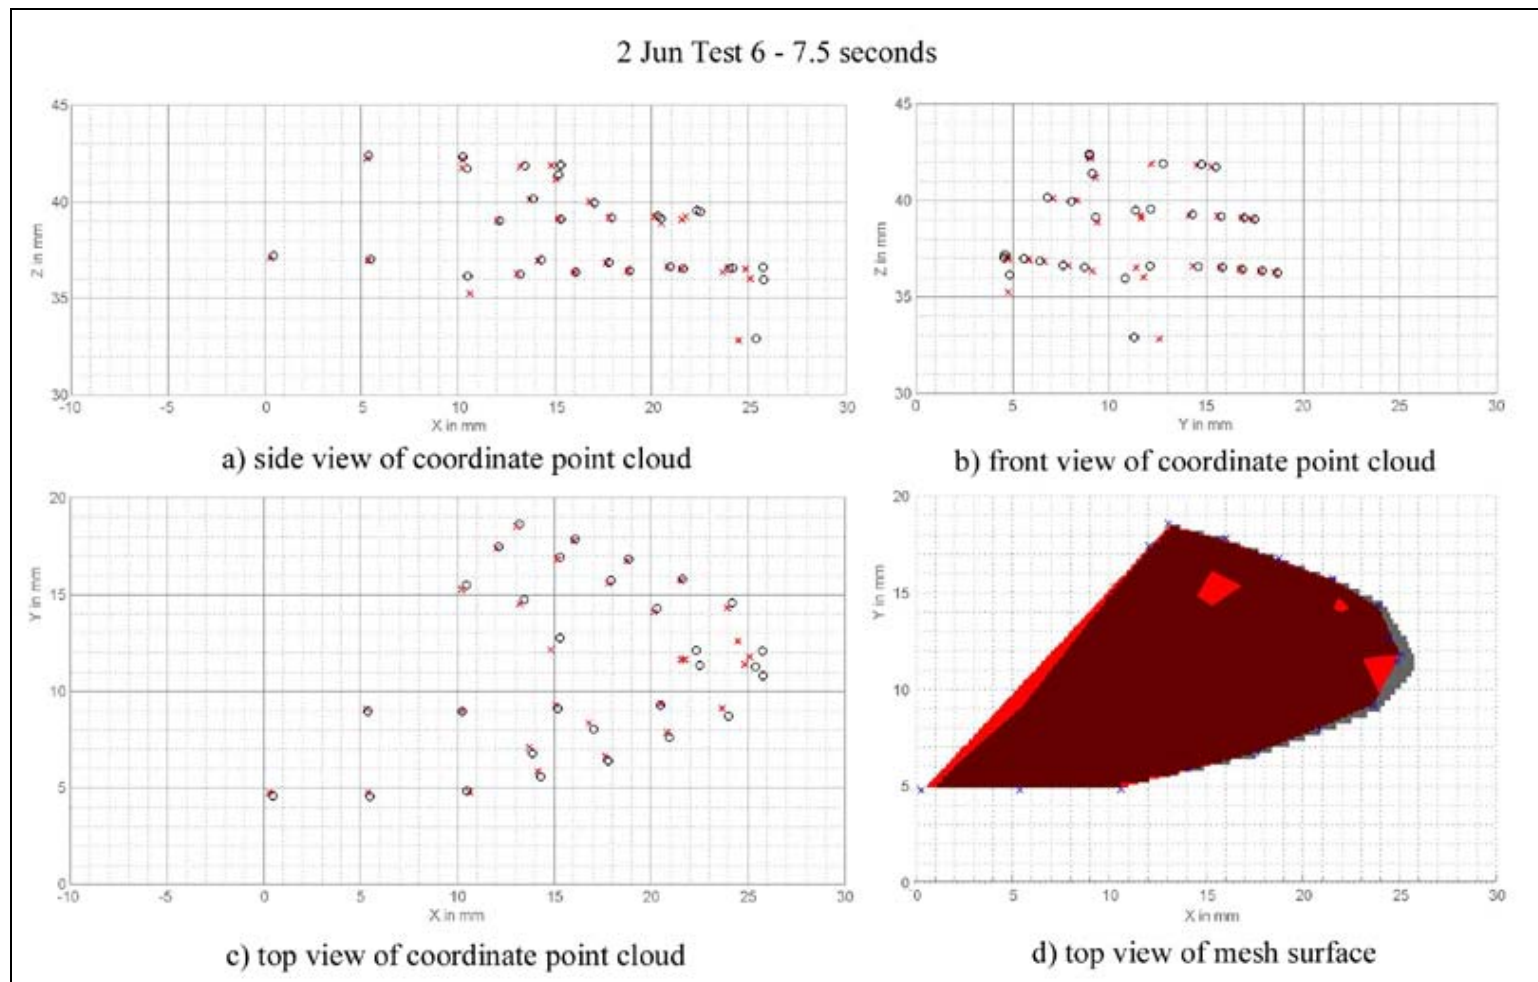 2 Jun Test 6 - 7.5 seconds
45
40
35
30
Z in mm
-10 -5 0 5 10 15 20 25 30
X in mm
a) side view of coordinate point cloud
45
40
35
30
Z in mm
0 5 10 15 20 25 30
Y in mm
b) front view of coordinate point cloud
20
15
10
5
0
Y in mm
-10 -5 0 5 10 15 20 25 30
X in mm
c) top view of coordinate point cloud
20
15
10
5
0
Y in mm
0 5 10 15 20 25 30
X in mm
d) top view of mesh surface